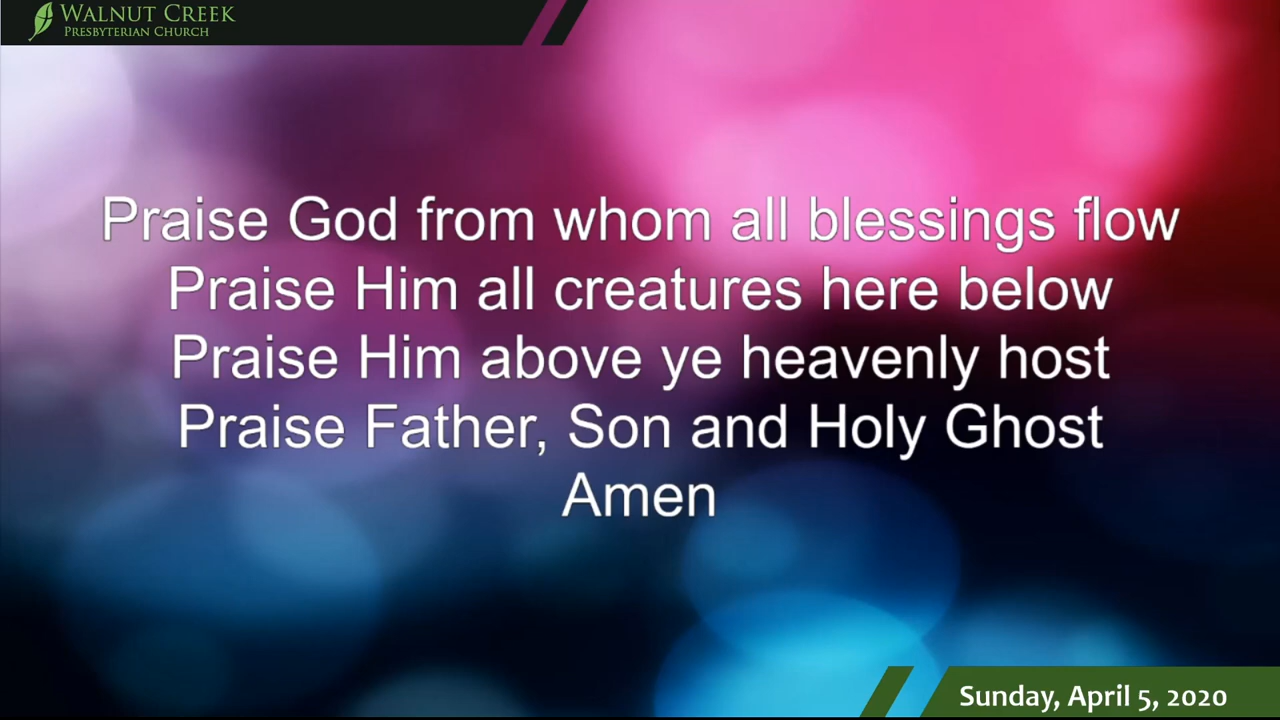 WALNUT CREEK
PRESBYTERIAN CHURCH
Praise God from whom all blessings flow
Praise Him all creatures here below
Praise Him above ye heavenly host
Praise Father, Son and Holy Ghost
Amen
Sunday, April 5, 2020